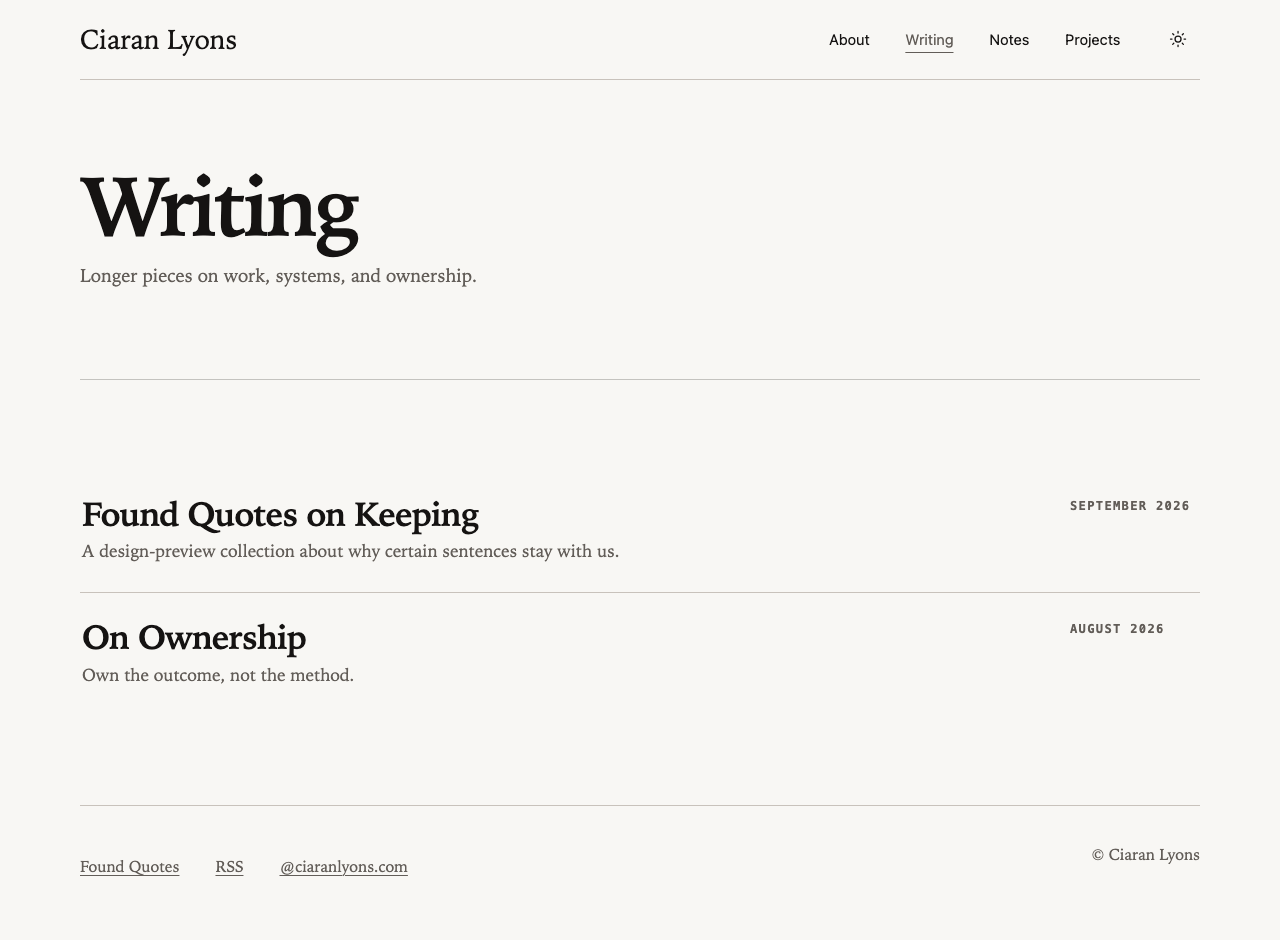 Ciaran Lyons
About Writing Notes Projects
Writing
Longer pieces on work, systems, and ownership.
Found Quotes on Keeping
SEPTEMBER 2026
A design-preview collection about why certain sentences stay with us.
On Ownership
AUGUST 2026
Own the outcome, not the method.
Found Quotes RSS @ciaranlyons.com
© Ciaran Lyons